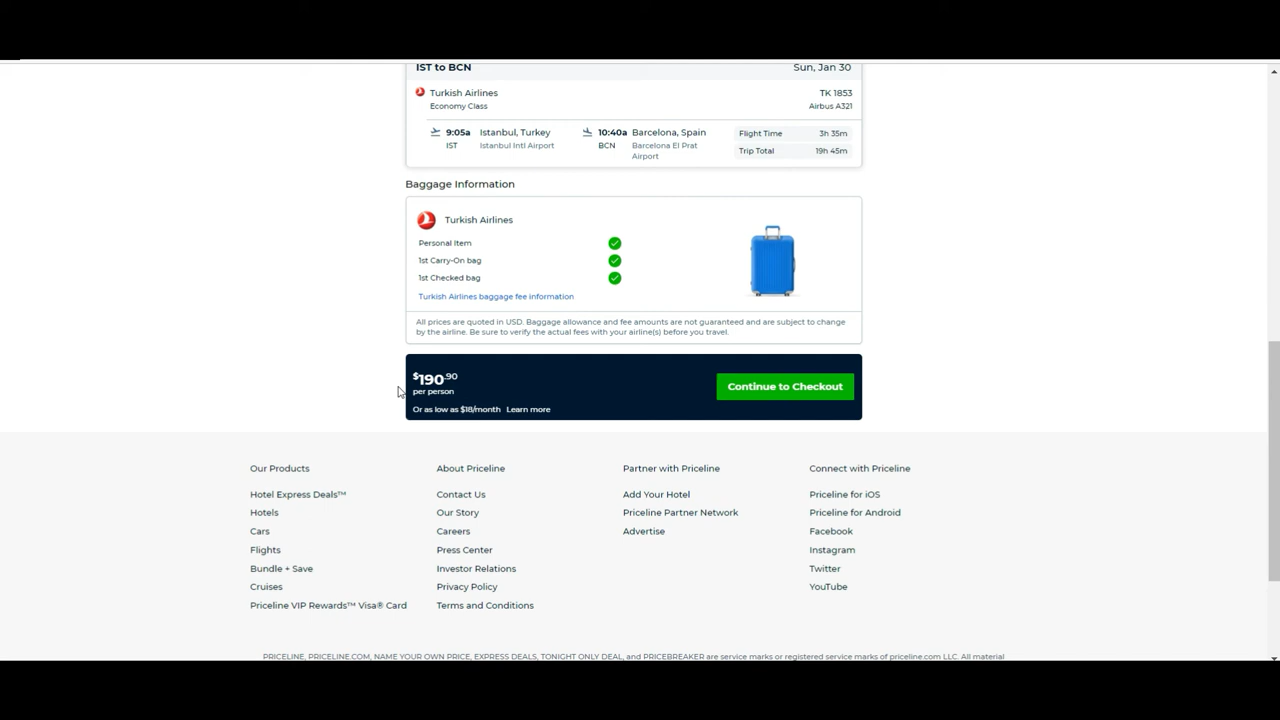 IST to BCN Sun, Jan 30
Turkish Airlines TK 1853
Economy Class Airbus A321
9:05a Istanbul, Turkey 10:40a Barcelona, Spain Flight Time 3h 35m
IST Istanbul Intl Airport BCN Barcelona El Prat Airport Trip Total 19h 45m
Baggage Information
Turkish Airlines
Personal Item
1st Carry-On bag
1st Checked bag
Turkish Airlines baggage fee information
All prices are quoted in USD. Baggage allowance and fee amounts are not guaranteed and are subject to change
by the airline. Be sure to verify the actual fees with your airline(s) before you travel.
$190.90
per person
Continue to Checkout
Or as low as $18/month Learn more
Our Products About Priceline Partner with Priceline Connect with Priceline
Hotel Express Deals™ Contact Us Add Your Hotel Priceline for iOS
Hotels Our Story Priceline Partner Network Priceline for Android
Cars Careers Advertise Facebook
Flights Press Center Instagram
Bundle + Save Investor Relations Twitter
Cruises Privacy Policy YouTube
Priceline VIP Rewards™ Visa® Card Terms and Conditions
PRICELINE, PRICELINE.COM, NAME YOUR OWN PRICE, EXPRESS DEALS, TONIGHT ONLY DEAL, and PRICEBREAKER are service marks or registered service marks of priceline.com LLC. All material